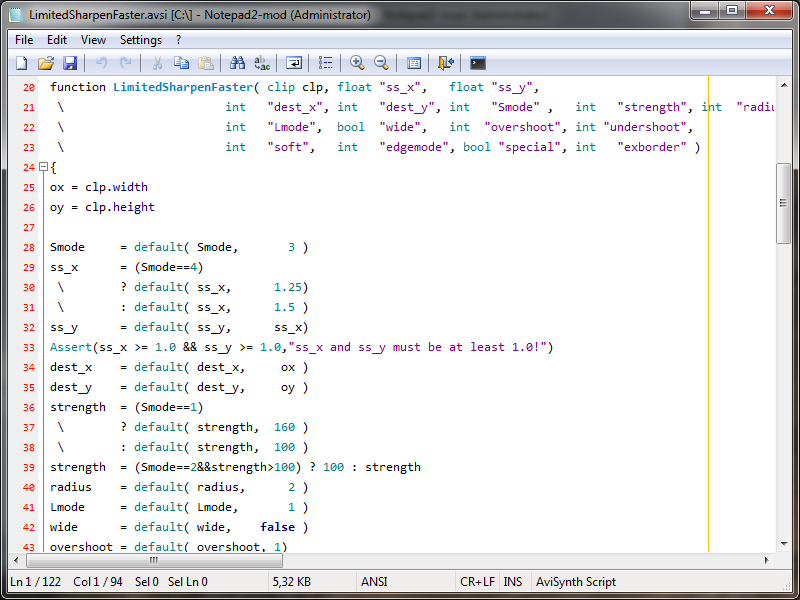 LimitedSharpenFaster.avsi [C:\] - Notepad2-mod (Administrator)
File Edit View Settings ?
20 function LimitedSharpenFaster( clip clp, float "ss_x", float "ss_y",
21 \ int "dest_x", int "dest_y", int "Smode" , int "strength", int "radiu
22 \ int "Lmode", bool "wide", int "overshoot", int "undershoot",
23 \ int "soft", int "edgemode", bool "special", int "exborder" )
24 {
25 ox = clp.width
26 oy = clp.height
27
28 Smode = default( Smode, 3 )
29 ss_x = (Smode==4)
30 \ ? default( ss_x, 1.25)
31 \ : default( ss_x, 1.5 )
32 ss_y = default( ss_y, ss_x)
33 Assert(ss_x >= 1.0 && ss_y >= 1.0,"ss_x and ss_y must be at least 1.0!")
34 dest_x = default( dest_x, ox )
35 dest_y = default( dest_y, oy )
36 strength = (Smode==1)
37 \ ? default( strength, 160 )
38 \ : default( strength, 100 )
39 strength = (Smode==2&&strength>100) ? 100 : strength
40 radius = default( radius, 2 )
41 Lmode = default( Lmode, 1 )
42 wide = default( wide, false )
43 overshoot = default( overshoot, 1)
Ln 1 / 122 Col 1 / 94 Sel 0 Sel Ln 0 5,32 KB ANSI CR+LF INS AviSynth Script